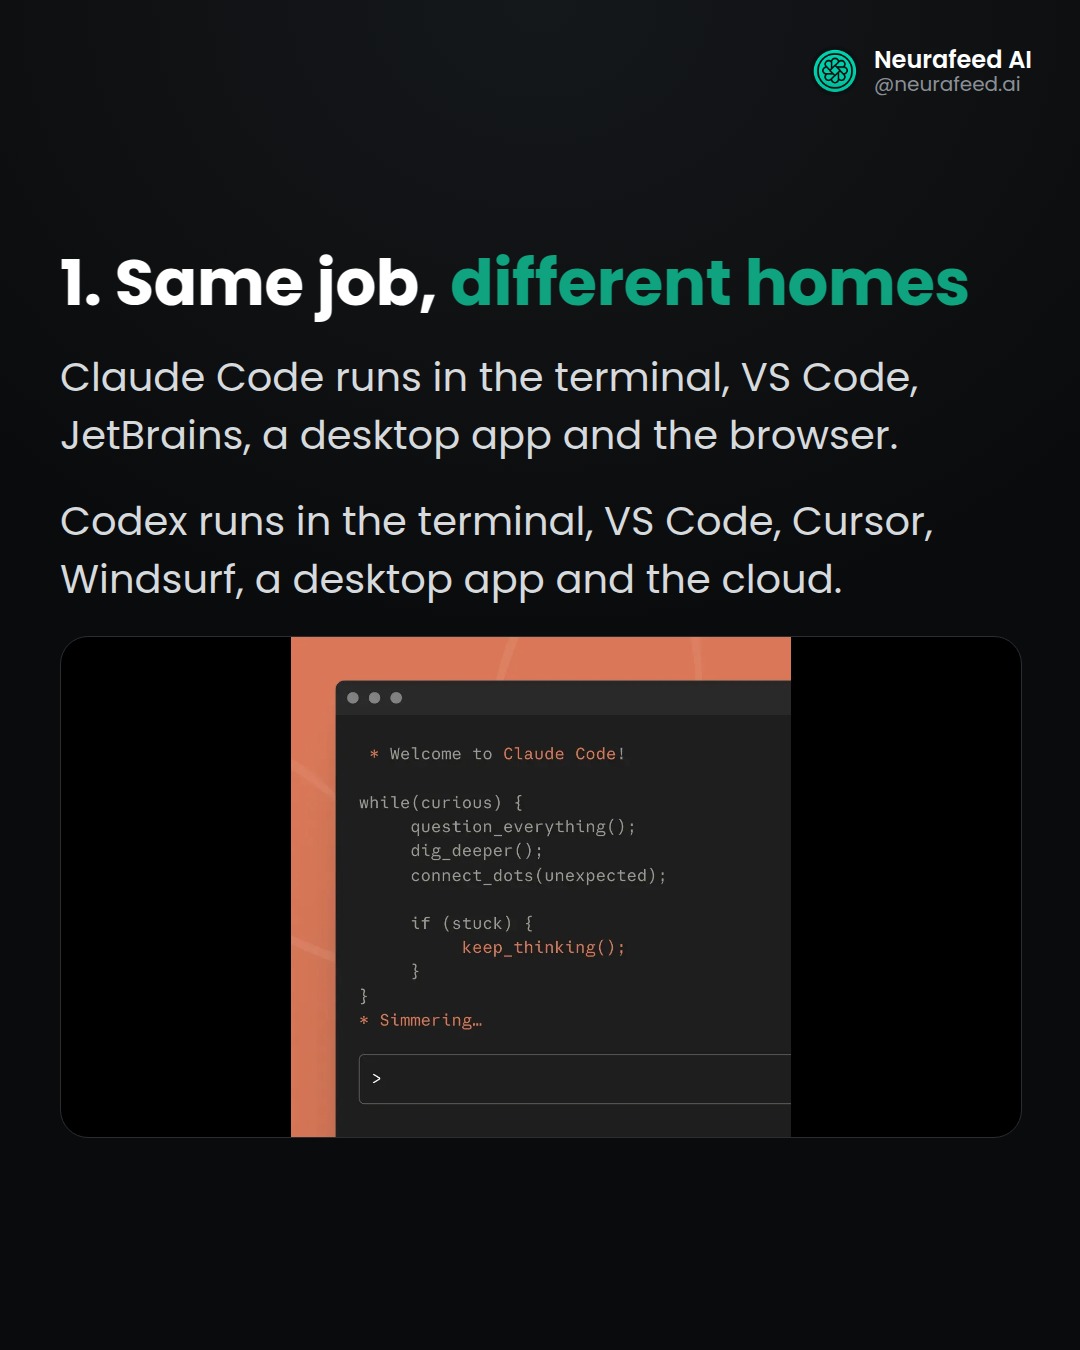 Neurafeed AI
@neurafeed.ai
1. Same job, different homes
Claude Code runs in the terminal, VS Code,
JetBrains, a desktop app and the browser.
Codex runs in the terminal, VS Code, Cursor,
Windsurf, a desktop app and the cloud.
* Welcome to Claude Code!
while(curious) {
question_everything();
dig_deeper();
connect_dots(unexpected);
if (stuck) {
keep_thinking();
}
}
* Simmering…
>